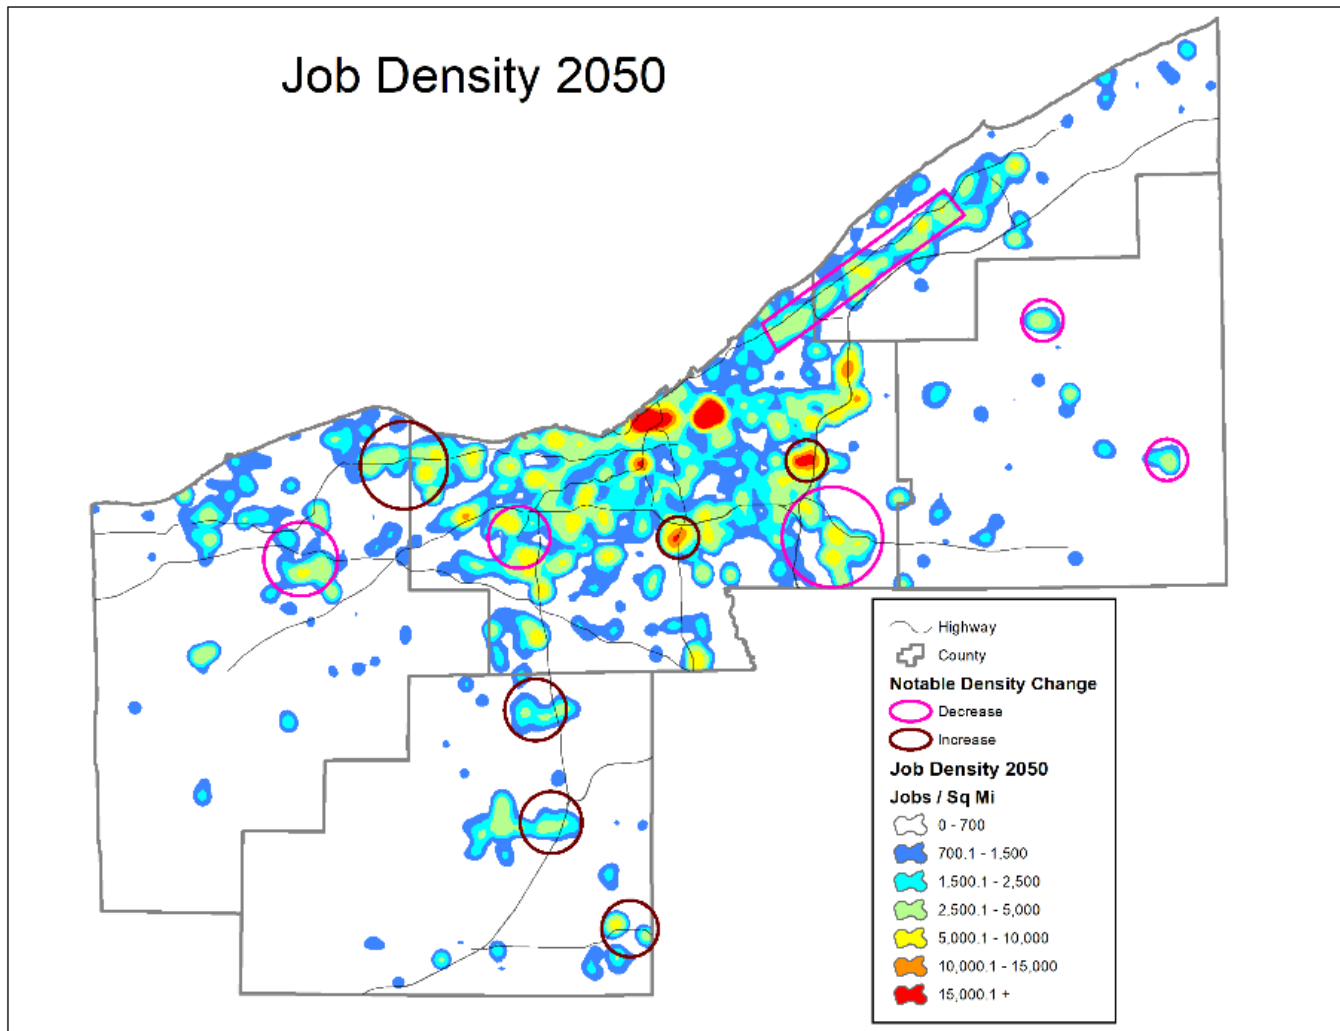 Job Density 2050
Highway
County
Notable Density Change
Decrease
Increase
Job Density 2050
Jobs / Sq Mi
0 - 700
700.1 - 1,500
1,500.1 - 2,500
2,500.1 - 5,000
5,000.1 - 10,000
10,000.1 - 15,000
15,000.1 +